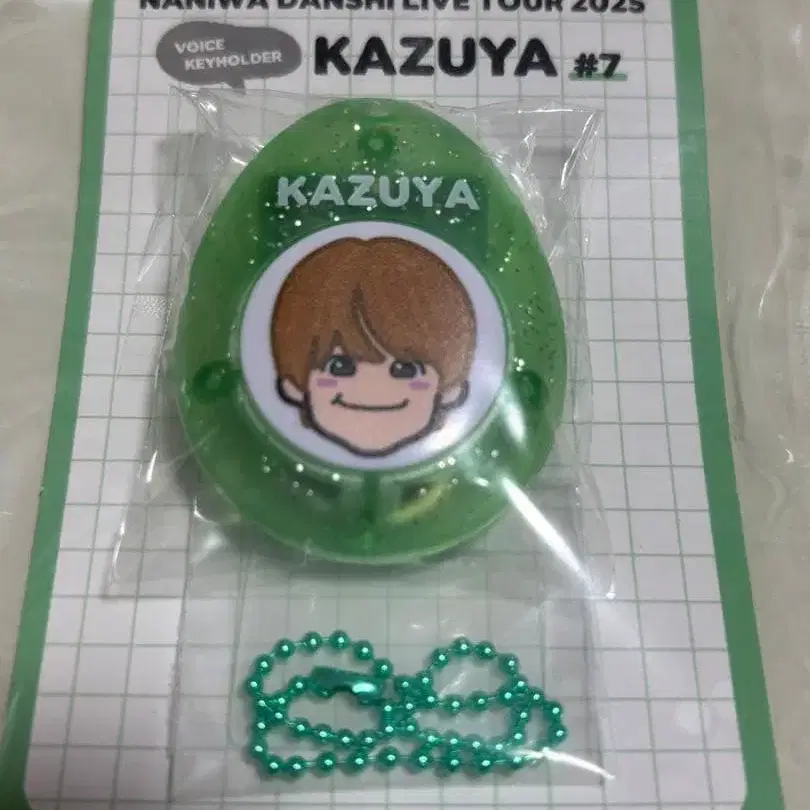 NANIWA DANSHI LIVE TOUR 2025
VOICE
KEYHOLDER
KAZUYA #7
KAZUYA